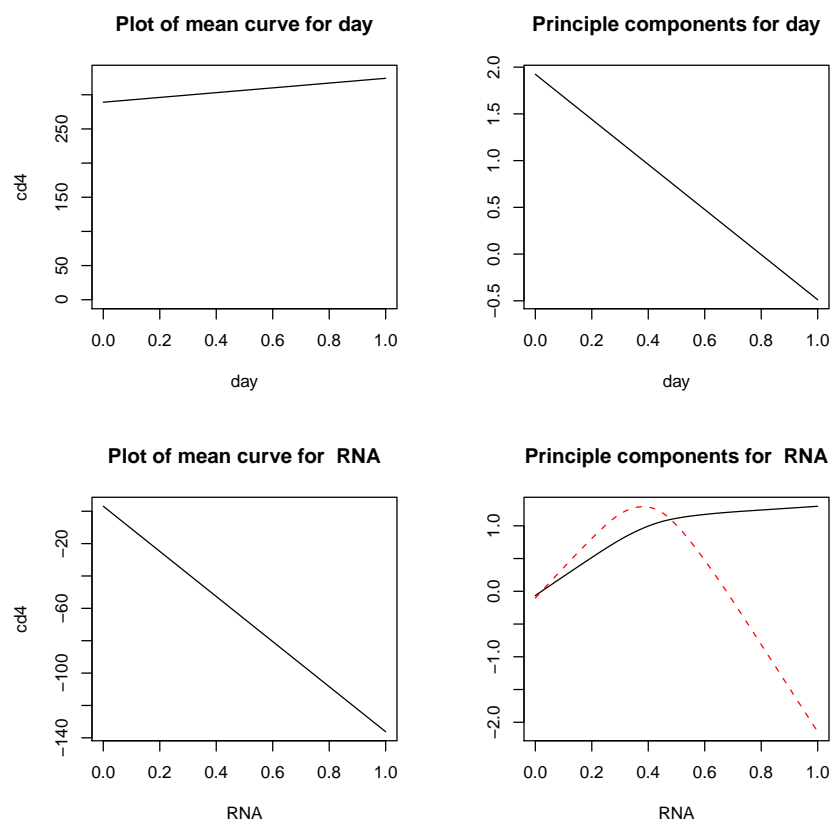 Plot of mean curve for day
Principle components for day
cd4
0 50 150 250
0.0 0.2 0.4 0.6 0.8 1.0
day
−0.5 0.0 0.5 1.0 1.5 2.0
0.0 0.2 0.4 0.6 0.8 1.0
day
Plot of mean curve for  RNA
Principle components for  RNA
cd4
−140 −100 −60 −20
0.0 0.2 0.4 0.6 0.8 1.0
RNA
−2.0 −1.0 0.0 1.0
0.0 0.2 0.4 0.6 0.8 1.0
RNA